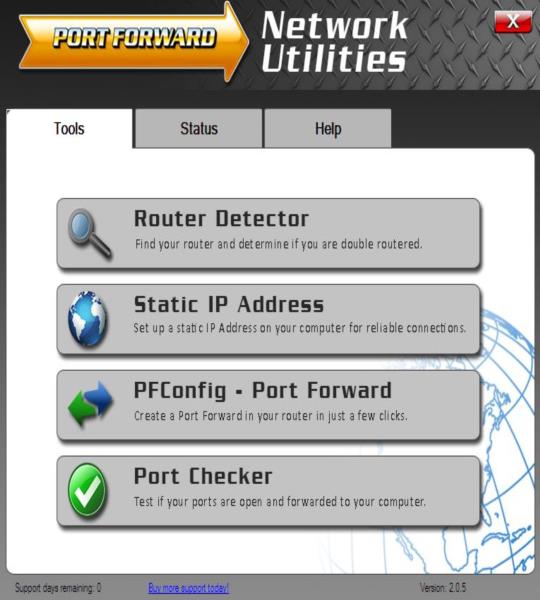 PORT FORWARD
Network
Utilities
X
Tools
Status
Help
Router Detector
Find your router and determine if you are double routered.
Static IP Address
Set up a static IP Address on your computer for reliable connections.
PFConfig - Port Forward
Create a Port Forward in your router in just a few clicks.
Port Checker
Test if your ports are open and forwarded to your computer.
Support days remaining: 0
Buy more support today!
Version: 2.0.5